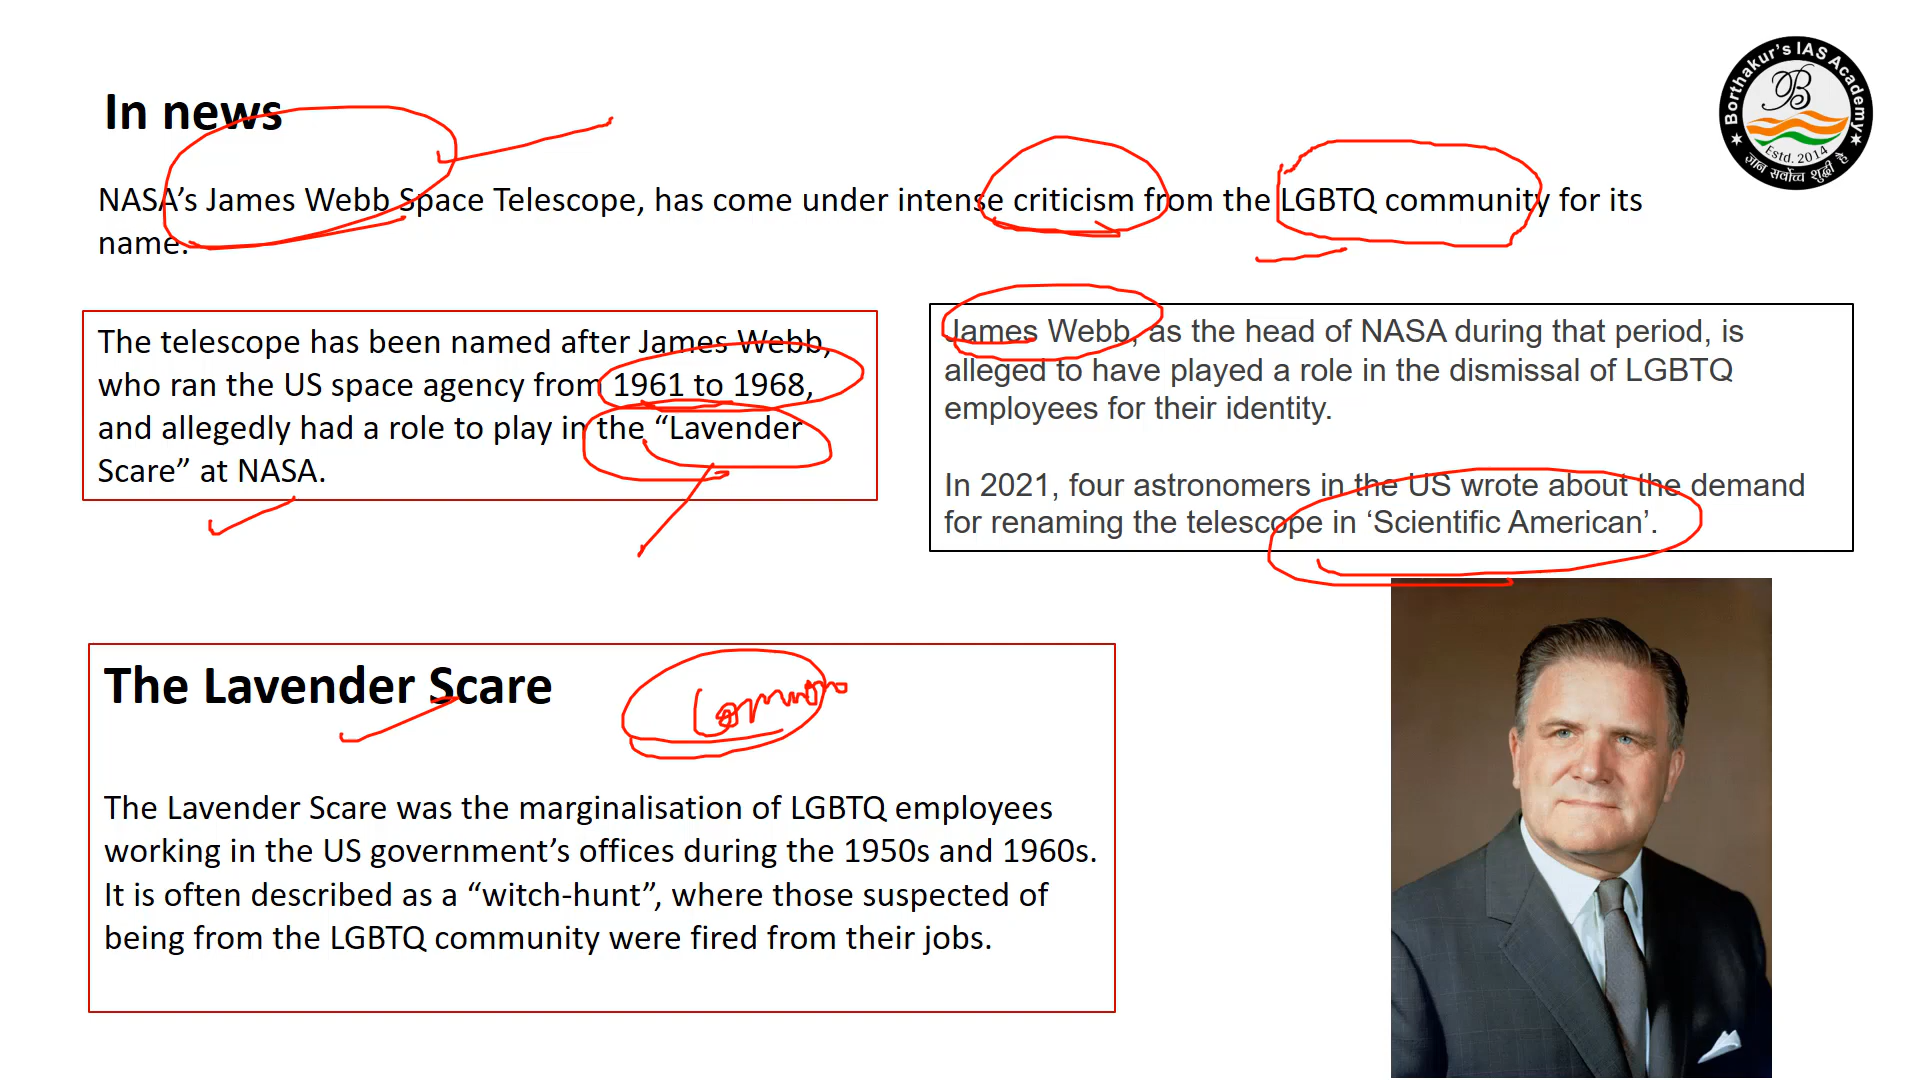 Borthakur's IAS Academy
B
Estd. 2014
ज्ञान सर्वोच्च शुद्धी है
In news
NASA's James Webb Space Telescope, has come under intense criticism from the LGBTQ community for its
name.
The telescope has been named after James Webb,
who ran the US space agency from 1961 to 1968,
and allegedly had a role to play in the “Lavender
Scare” at NASA.
James Webb, as the head of NASA during that period, is
alleged to have played a role in the dismissal of LGBTQ
employees for their identity.
In 2021, four astronomers in the US wrote about the demand
for renaming the telescope in ‘Scientific American’.
The Lavender Scare
The Lavender Scare was the marginalisation of LGBTQ employees
working in the US government’s offices during the 1950s and 1960s.
It is often described as a “witch-hunt”, where those suspected of
being from the LGBTQ community were fired from their jobs.